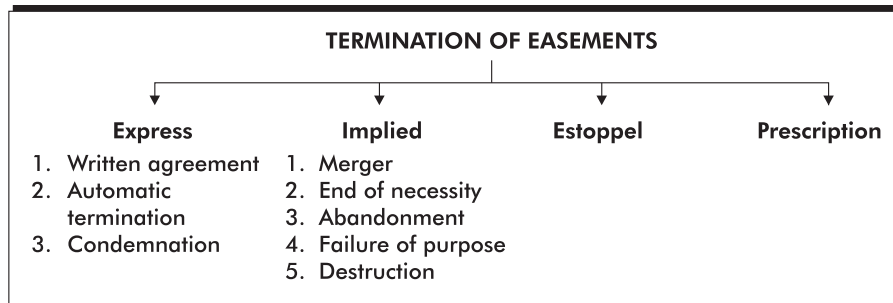 TERMINATION OF EASEMENTS
Express
1. Written agreement
2. Automatic
termination
3. Condemnation
Implied
1. Merger
2. End of necessity
3. Abandonment
4. Failure of purpose
5. Destruction
Estoppel
Prescription